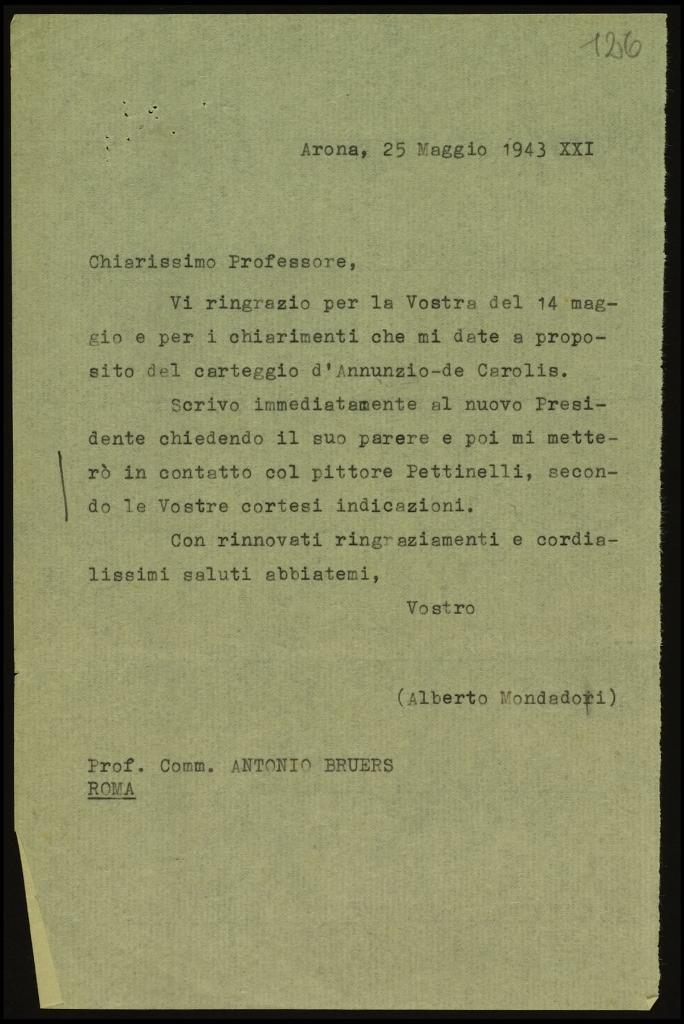 126
Arona, 25 Maggio 1943 XXI
Chiarissimo Professore,
Vi ringrazio per la Vostra del 14 mag-
gio e per i chiarimenti che mi date a propo-
sito del carteggio d'Annunzio-de Carolis.
Scrivo immediatamente al nuovo Presi-
dente chiedendo il suo parere e poi mi mette-
rò in contatto col pittore Pettinelli, secon-
do le Vostre cortesi indicazioni.
Con rinnovati ringraziamenti e cordia-
lissimi saluti abbiatemi,
Vostro
(Alberto Mondadori)
Prof. Comm. ANTONIO BRUERS
ROMA